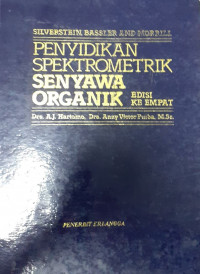 SILVERSTEIN, BASSLER AND MORRILL
PENYIDIKAN
SPEKTROMETRIK
SENYAWA
ORGANIK EDISI
KE EMPAT
Drs. A.J. Hartomo, Dra. Anny Victor Purba, M.Sc.
PENERBIT ERLANGGA